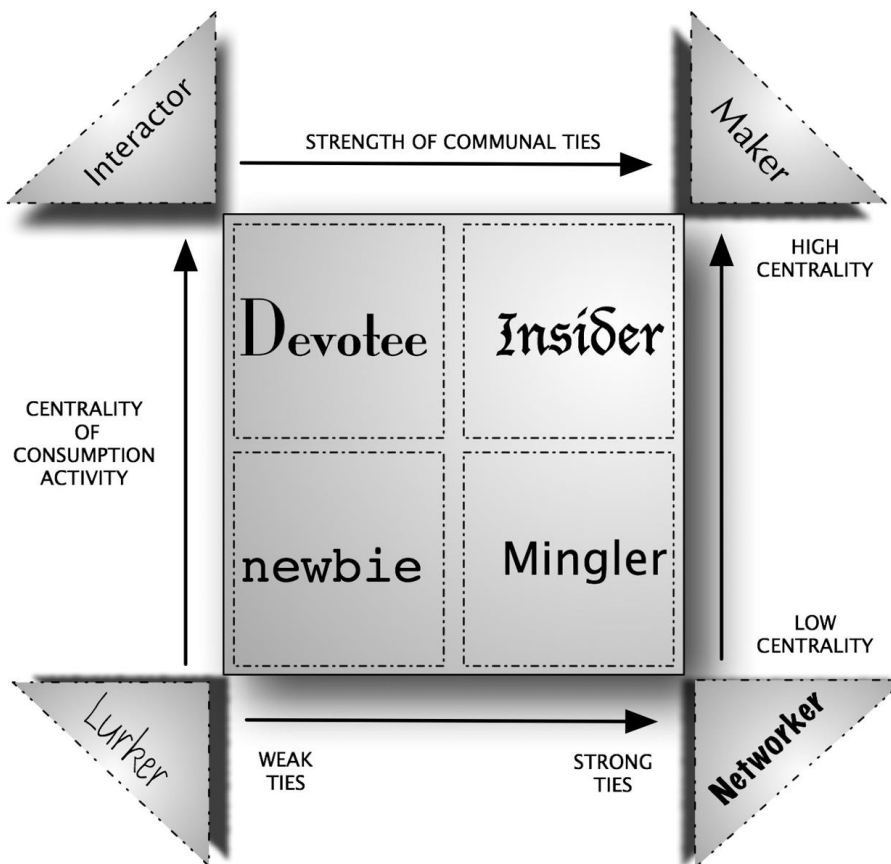 Interactor
Maker
STRENGTH OF COMMUNAL TIES
HIGH
CENTRALITY
Devotee
Insider
CENTRALITY
OF
CONSUMPTION
ACTIVITY
newbie
Mingler
LOW
CENTRALITY
Lurker
Networker
WEAK
TIES
STRONG
TIES